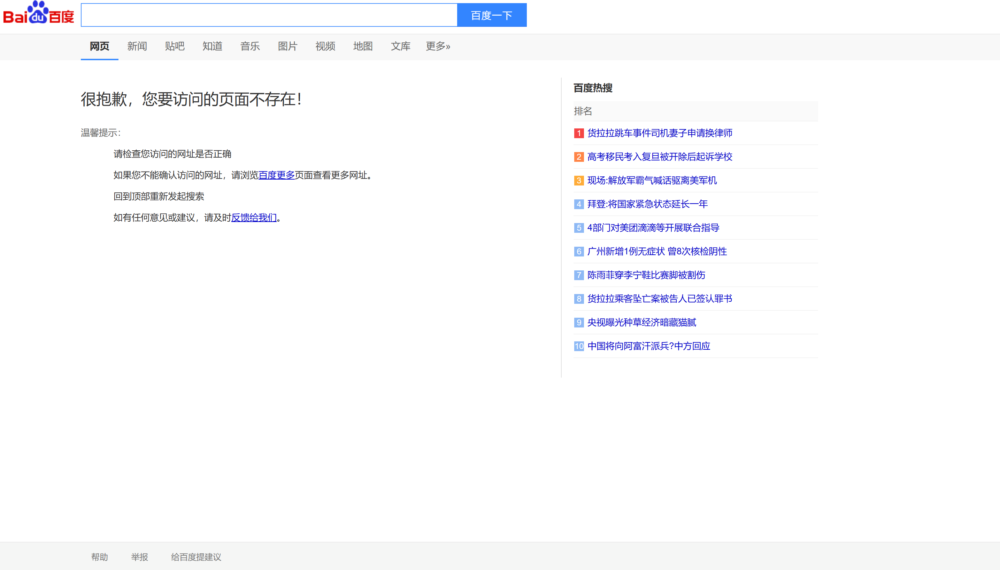 Baidu百度
百度一下
网页 新闻 贴吧 知道 音乐 图片 视频 地图 文库 更多»
很抱歉，您要访问的页面不存在！
温馨提示：
请检查您访问的网址是否正确
如果您不能确认访问的网址，请浏览百度更多页面查看更多网址。
回到顶部重新发起搜索
如有任何意见或建议，请及时反馈给我们。
百度热搜
排名
1 货拉拉跳车事件司机妻子申请换律师
2 高考移民考入复旦被开除后起诉学校
3 现场:解放军霸气喊话驱离美军机
4 拜登:将国家紧急状态延长一年
5 4部门对美团滴滴等开展联合指导
6 广州新增1例无症状 曾8次核检阴性
7 陈雨菲穿李宁鞋比赛脚被割伤
8 货拉拉乘客坠亡案被告人已签认罪书
9 央视曝光种草经济暗藏猫腻
10 中国将向阿富汗派兵?中方回应
帮助 举报 给百度提建议